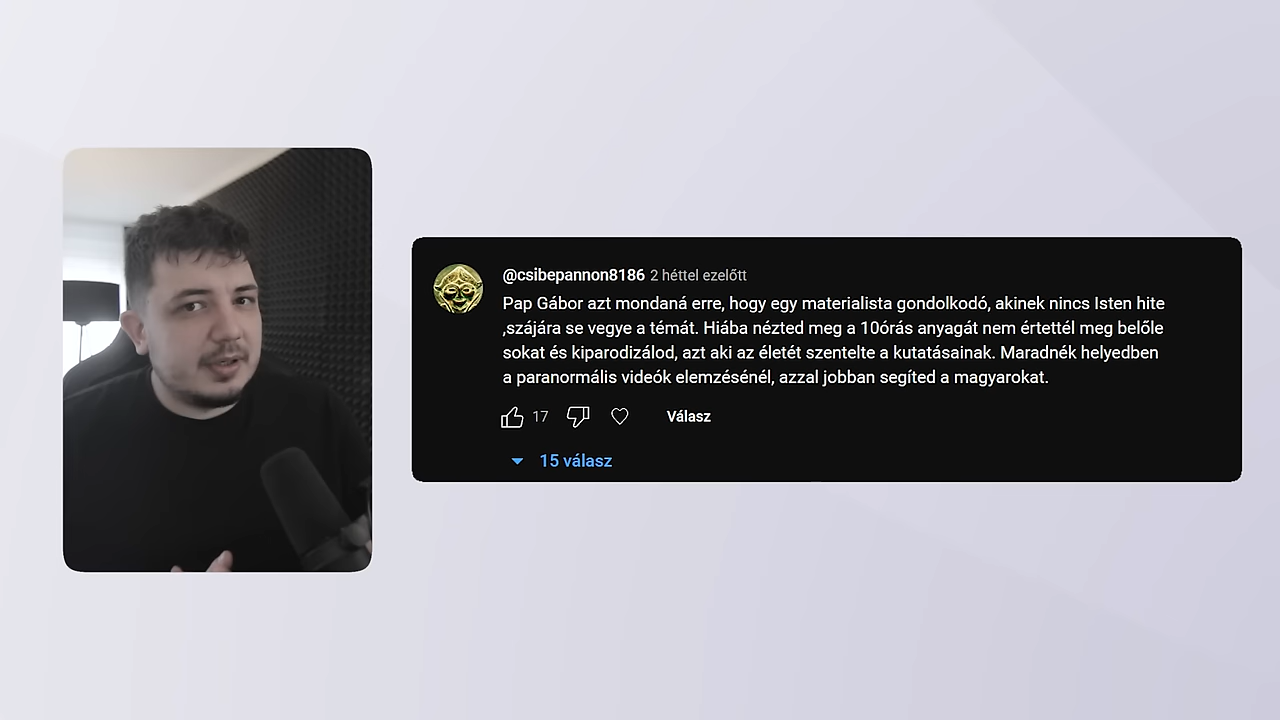 @csibepannon8186 2 héttel ezelőtt
Pap Gábor azt mondaná erre, hogy egy materialista gondolkodó, akinek nincs Isten hite
,szájára se vegye a témát. Hiába nézted meg a 10órás anyagát nem értettél meg belőle
sokat és kiparodizálod, azt aki az életét szentelte a kutatásainak. Maradnék helyedben
a paranormális videók elemzésénél, azzal jobban segíted a magyarokat.
17 Válasz
15 válasz